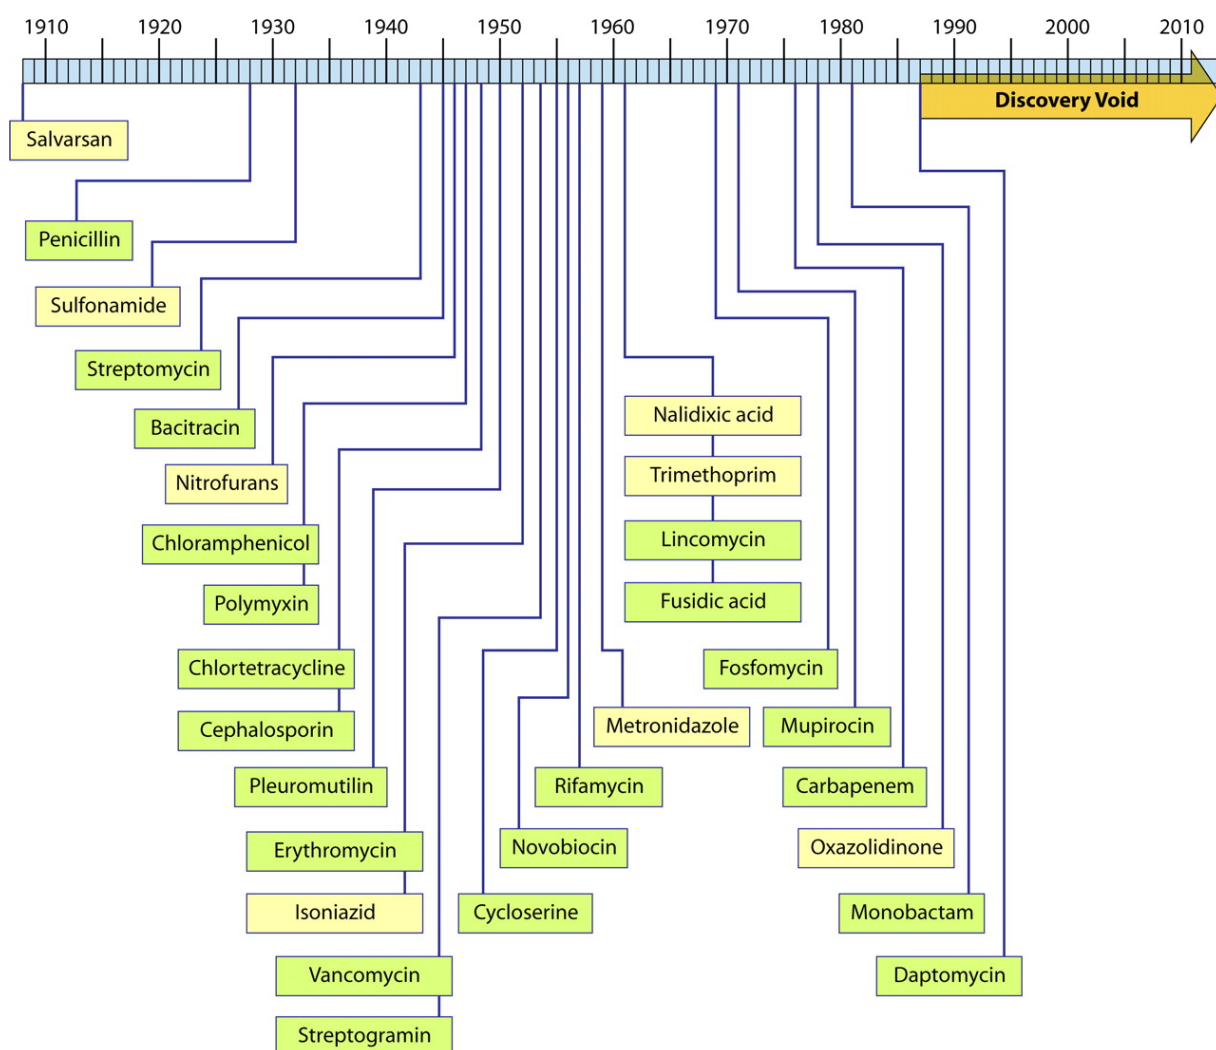 1910 1920 1930 1940 1950 1960 1970 1980 1990 2000 2010
Discovery Void
Salvarsan
Penicillin
Sulfonamide
Streptomycin
Bacitracin
Nitrofurans
Chloramphenicol
Polymyxin
Chlortetracycline
Cephalosporin
Pleuromutilin
Erythromycin
Isoniazid
Vancomycin
Streptogramin
Cycloserine
Novobiocin
Rifamycin
Metronidazole
Nalidixic acid
Trimethoprim
Lincomycin
Fusidic acid
Fosfomycin
Mupirocin
Carbapenem
Oxazolidinone
Monobactam
Daptomycin